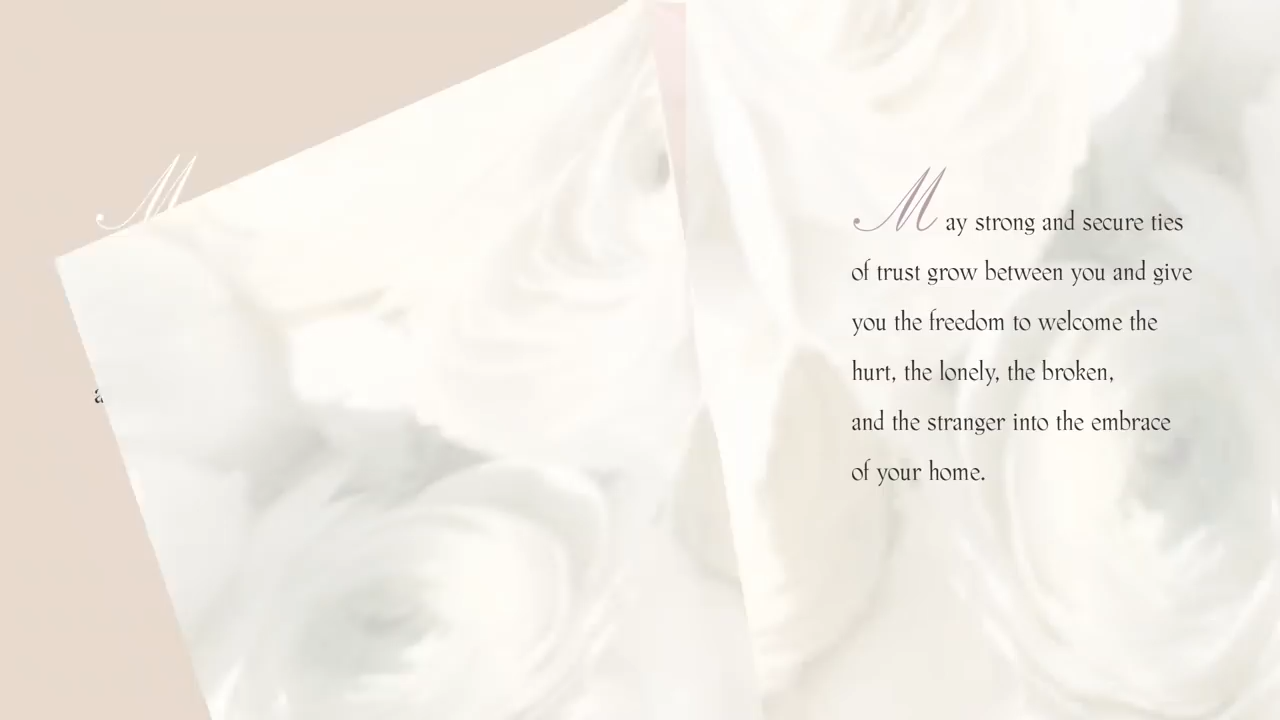 M
a
May strong and secure ties
of trust grow between you and give
you the freedom to welcome the
hurt, the lonely, the broken,
and the stranger into the embrace
of your home.